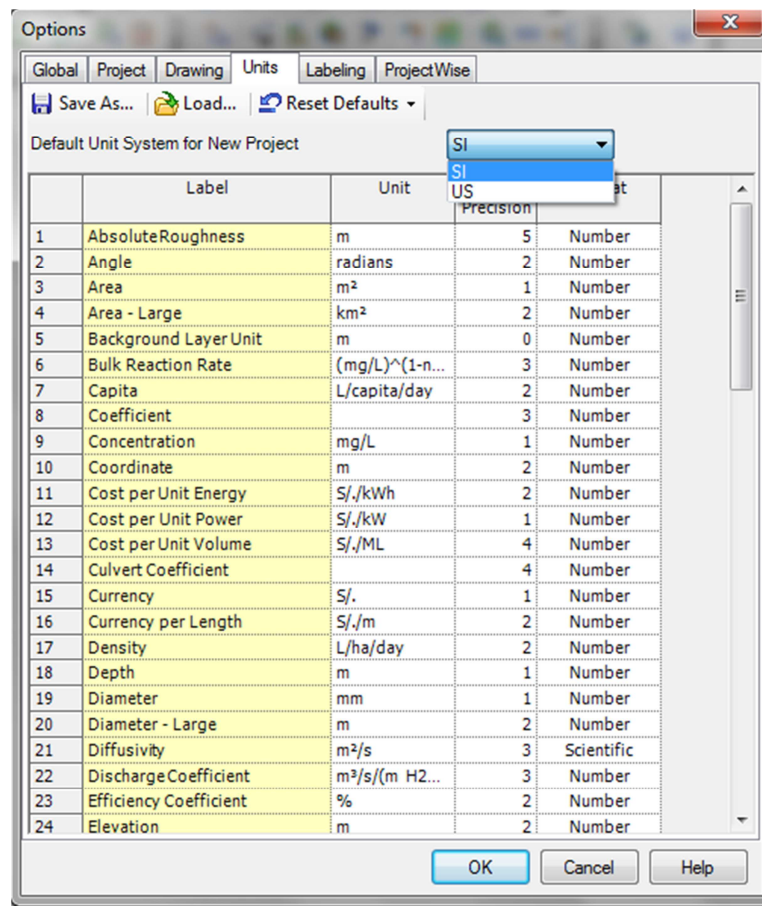 Options
Global Project Drawing Units Labeling ProjectWise
Save As... Load... Reset Defaults
Default Unit System for New Project SI
SI
US
Label Unit Precision at
1 Absolute Roughness m 5 Number
2 Angle radians 2 Number
3 Area m² 1 Number
4 Area - Large km² 2 Number
5 Background Layer Unit m 0 Number
6 Bulk Reaction Rate (mg/L)^(1-n... 3 Number
7 Capita L/capita/day 2 Number
8 Coefficient 3 Number
9 Concentration mg/L 1 Number
10 Coordinate m 2 Number
11 Cost per Unit Energy S/./kWh 2 Number
12 Cost per Unit Power S/./kW 1 Number
13 Cost per Unit Volume S/./ML 4 Number
14 Culvert Coefficient 4 Number
15 Currency S/. 1 Number
16 Currency per Length S/./m 2 Number
17 Density L/ha/day 2 Number
18 Depth m 1 Number
19 Diameter mm 1 Number
20 Diameter - Large m 2 Number
21 Diffusivity m²/s 3 Scientific
22 Discharge Coefficient m³/s/(m H2... 3 Number
23 Efficiency Coefficient % 2 Number
24 Elevation m 2 Number
OK Cancel Help